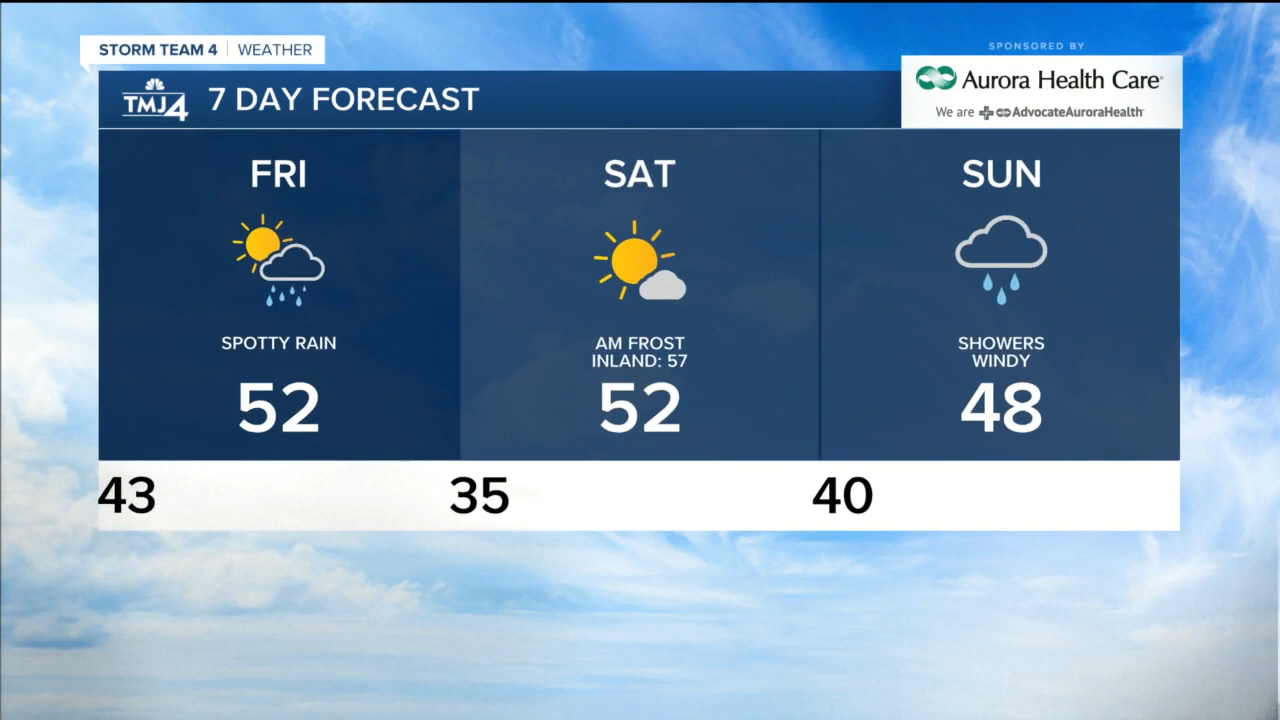 STORM TEAM 4 | WEATHER
SPONSORED BY
Aurora Health Care®
We are AdvocateAuroraHealth
TMJ4
7 DAY FORECAST
FRI
SAT
SUN
SPOTTY RAIN
AM FROST
INLAND: 57
SHOWERS
WINDY
52
52
48
43
35
40